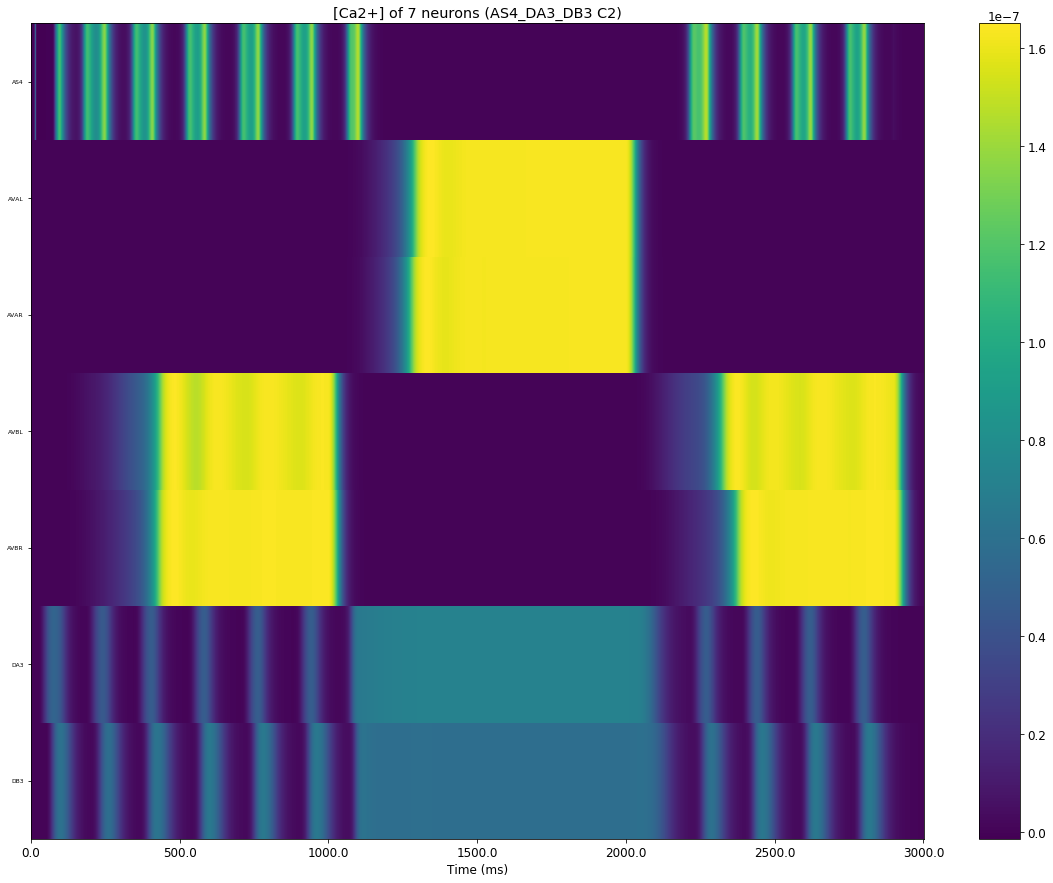 [Ca2+] of 7 neurons (AS4_DA3_DB3 C2)
1e−7
AS4
AVAL
AVAR
AVBL
AVBR
DA3
DB3
1.6
1.4
1.2
1.0
0.8
0.6
0.4
0.2
0.0
0.0 500.0 1000.0 1500.0 2000.0 2500.0 3000.0
Time (ms)